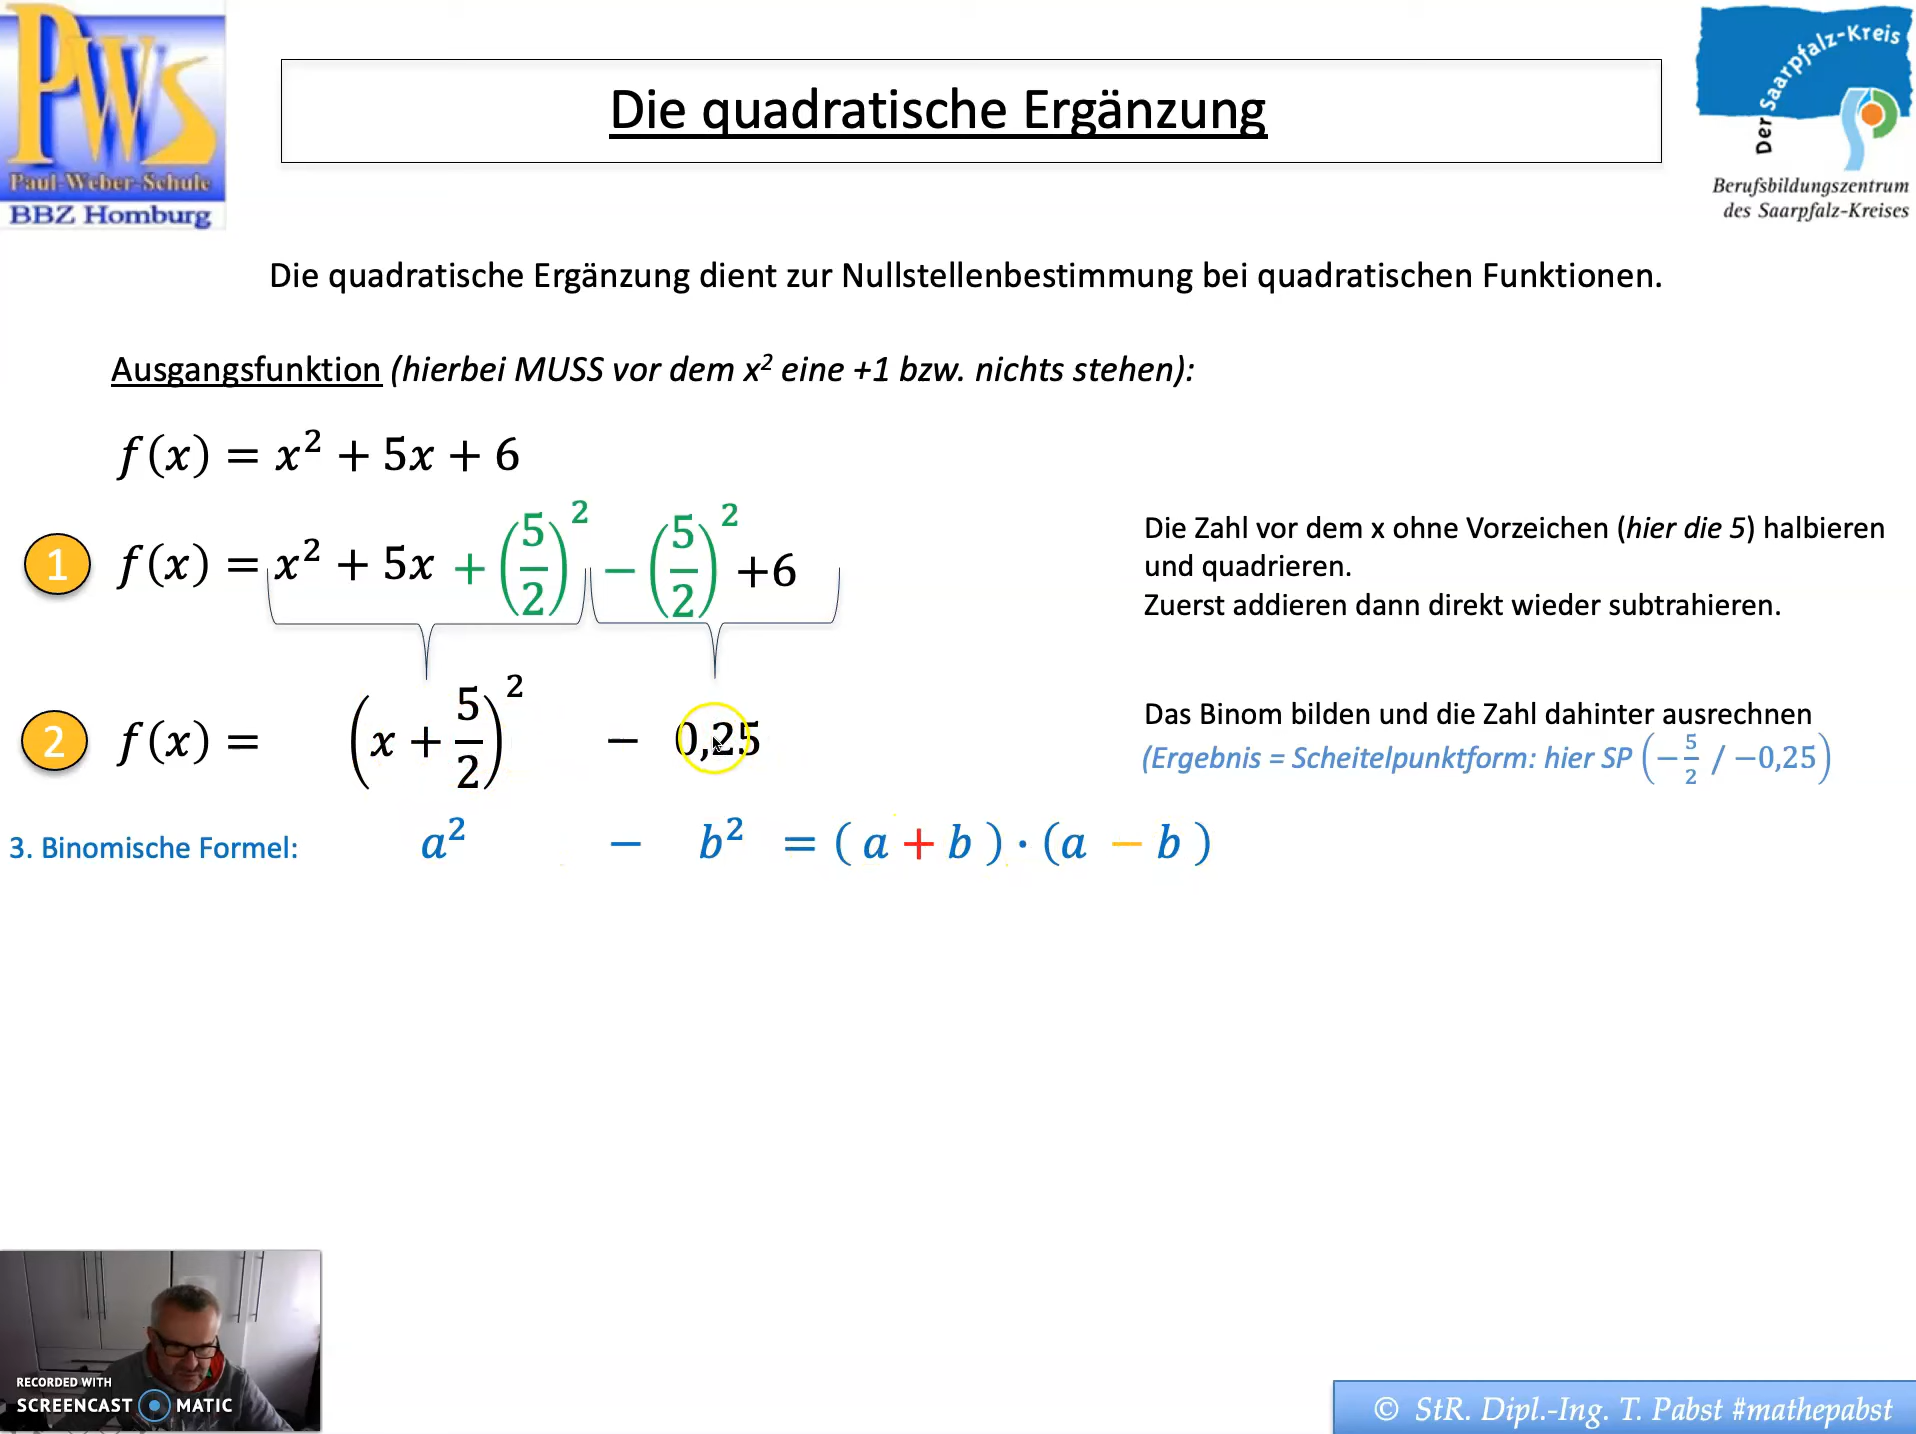 PWS
Paul-Weber-Schule
BBZ Homburg
Die quadratische Ergänzung
Der Saarpfalz-Kreis
Berufsbildungszentrum
des Saarpfalz-Kreises
Die quadratische Ergänzung dient zur Nullstellenbestimmung bei quadratischen Funktionen.
Ausgangsfunktion (hierbei MUSS vor dem x² eine +1 bzw. nichts stehen):
f(x) = x² + 5x + 6
1 f(x) = x² + 5x + (5/2)² − (5/2)² +6
Die Zahl vor dem x ohne Vorzeichen (hier die 5) halbieren
und quadrieren.
Zuerst addieren dann direkt wieder subtrahieren.
2 f(x) = (x + 5/2)² − 0,25
Das Binom bilden und die Zahl dahinter ausrechnen
(Ergebnis = Scheitelpunktform: hier SP (−5/2 / −0,25)
3. Binomische Formel: a² − b² = ( a + b ) · (a − b )
RECORDED WITH
SCREENCAST MATIC
© StR. Dipl.-Ing. T. Pabst #mathepabst